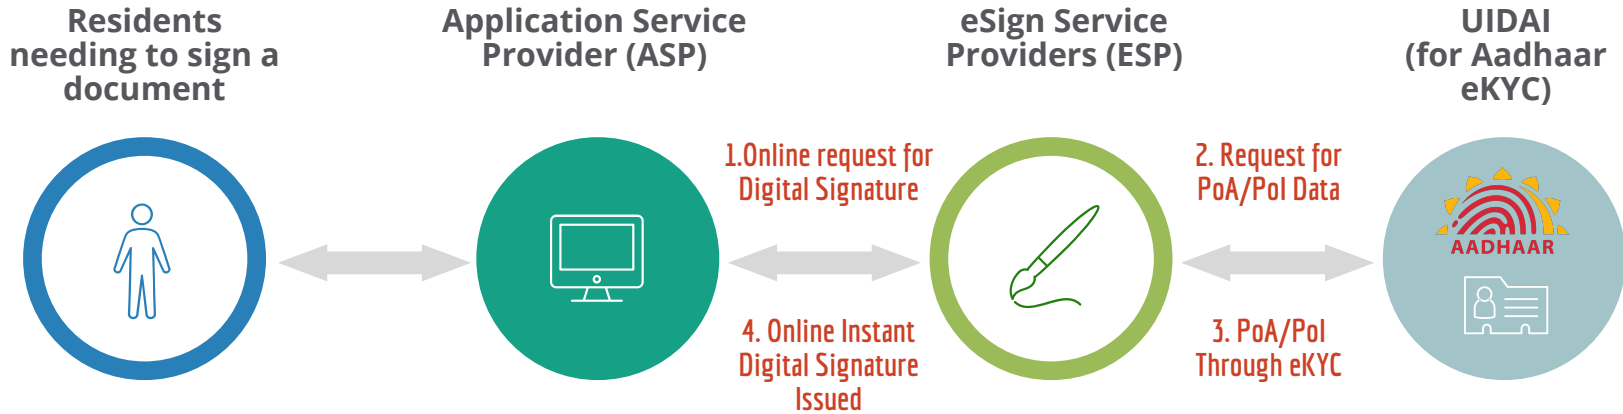 Residents
needing to sign a
document
Application Service
Provider (ASP)
eSign Service
Providers (ESP)
UIDAI
(for Aadhaar
eKYC)
1.Online request for
Digital Signature
2. Request for
PoA/PoI Data
AADHAAR
4. Online Instant
Digital Signature
Issued
3. PoA/PoI
Through eKYC